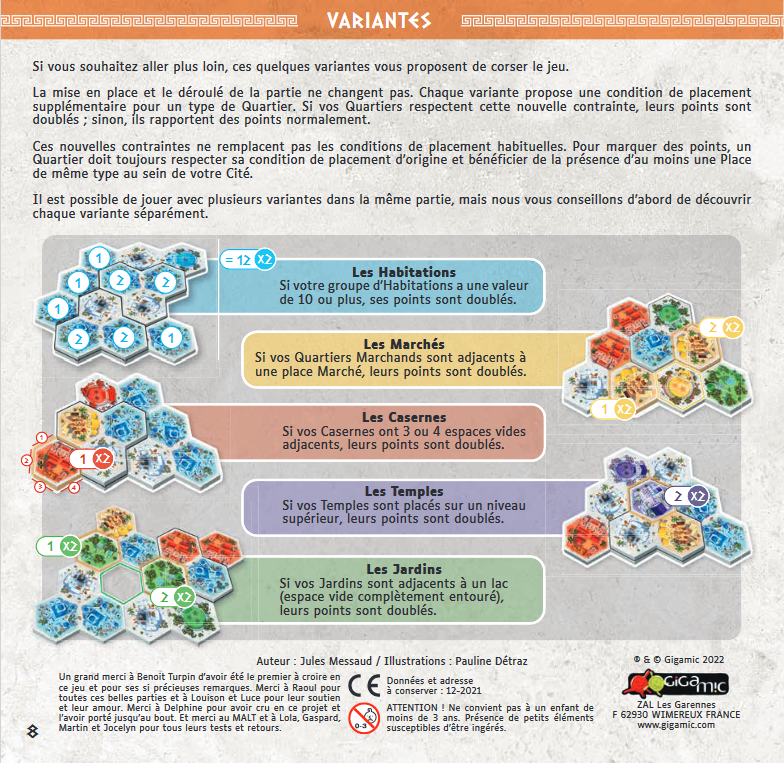 VARIANTES
Si vous souhaitez aller plus loin, ces quelques variantes vous proposent de corser le jeu.
La mise en place et le déroulé de la partie ne changent pas. Chaque variante propose une condition de placement
supplémentaire pour un type de Quartier. Si vos Quartiers respectent cette nouvelle contrainte, leurs points sont
doublés ; sinon, ils rapportent des points normalement.
Ces nouvelles contraintes ne remplacent pas les conditions de placement habituelles. Pour marquer des points, un
Quartier doit toujours respecter sa condition de placement d'origine et bénéficier de la présence d'au moins une Place
de même type au sein de votre Cité.
Il est possible de jouer avec plusieurs variantes dans la même partie, mais nous vous conseillons d'abord de découvrir
chaque variante séparément.
1
1 2 2
1
2 2 1
= 12 X2
Les Habitations
Si votre groupe d'Habitations a une valeur
de 10 ou plus, ses points sont doublés.
Les Marchés
Si vos Quartiers Marchands sont adjacents à
une place Marché, leurs points sont doublés.
2 X2
1 X2
Les Casernes
Si vos Casernes ont 3 ou 4 espaces vides
adjacents, leurs points sont doublés.
1
2
3
4
1 X2
Les Temples
Si vos Temples sont placés sur un niveau
supérieur, leurs points sont doublés.
2 X2
Les Jardins
Si vos Jardins sont adjacents à un lac
(espace vide complètement entouré),
leurs points sont doublés.
1 X2
2 X2
Auteur : Jules Messaud / Illustrations : Pauline Détraz
Un grand merci à Benoit Turpin d'avoir été le premier à croire en
ce jeu et pour ses si précieuses remarques. Merci à Raoul pour
toutes ces belles parties et à Louison et Luce pour leur soutien
et leur amour. Merci à Delphine pour avoir cru en ce projet et
l'avoir porté jusqu'au bout. Et merci au MALT et à Lola, Gaspard,
Martin et Jocelyn pour tous leurs tests et retours.
CE
Données et adresse
à conserver : 12-2021
0-3
ATTENTION ! Ne convient pas à un enfant de
moins de 3 ans. Présence de petits éléments
susceptibles d'être ingérés.
® & © Gigamic 2022
GIGAMIC
ZAL Les Garennes
F 62930 WIMEREUX FRANCE
www.gigamic.com
8